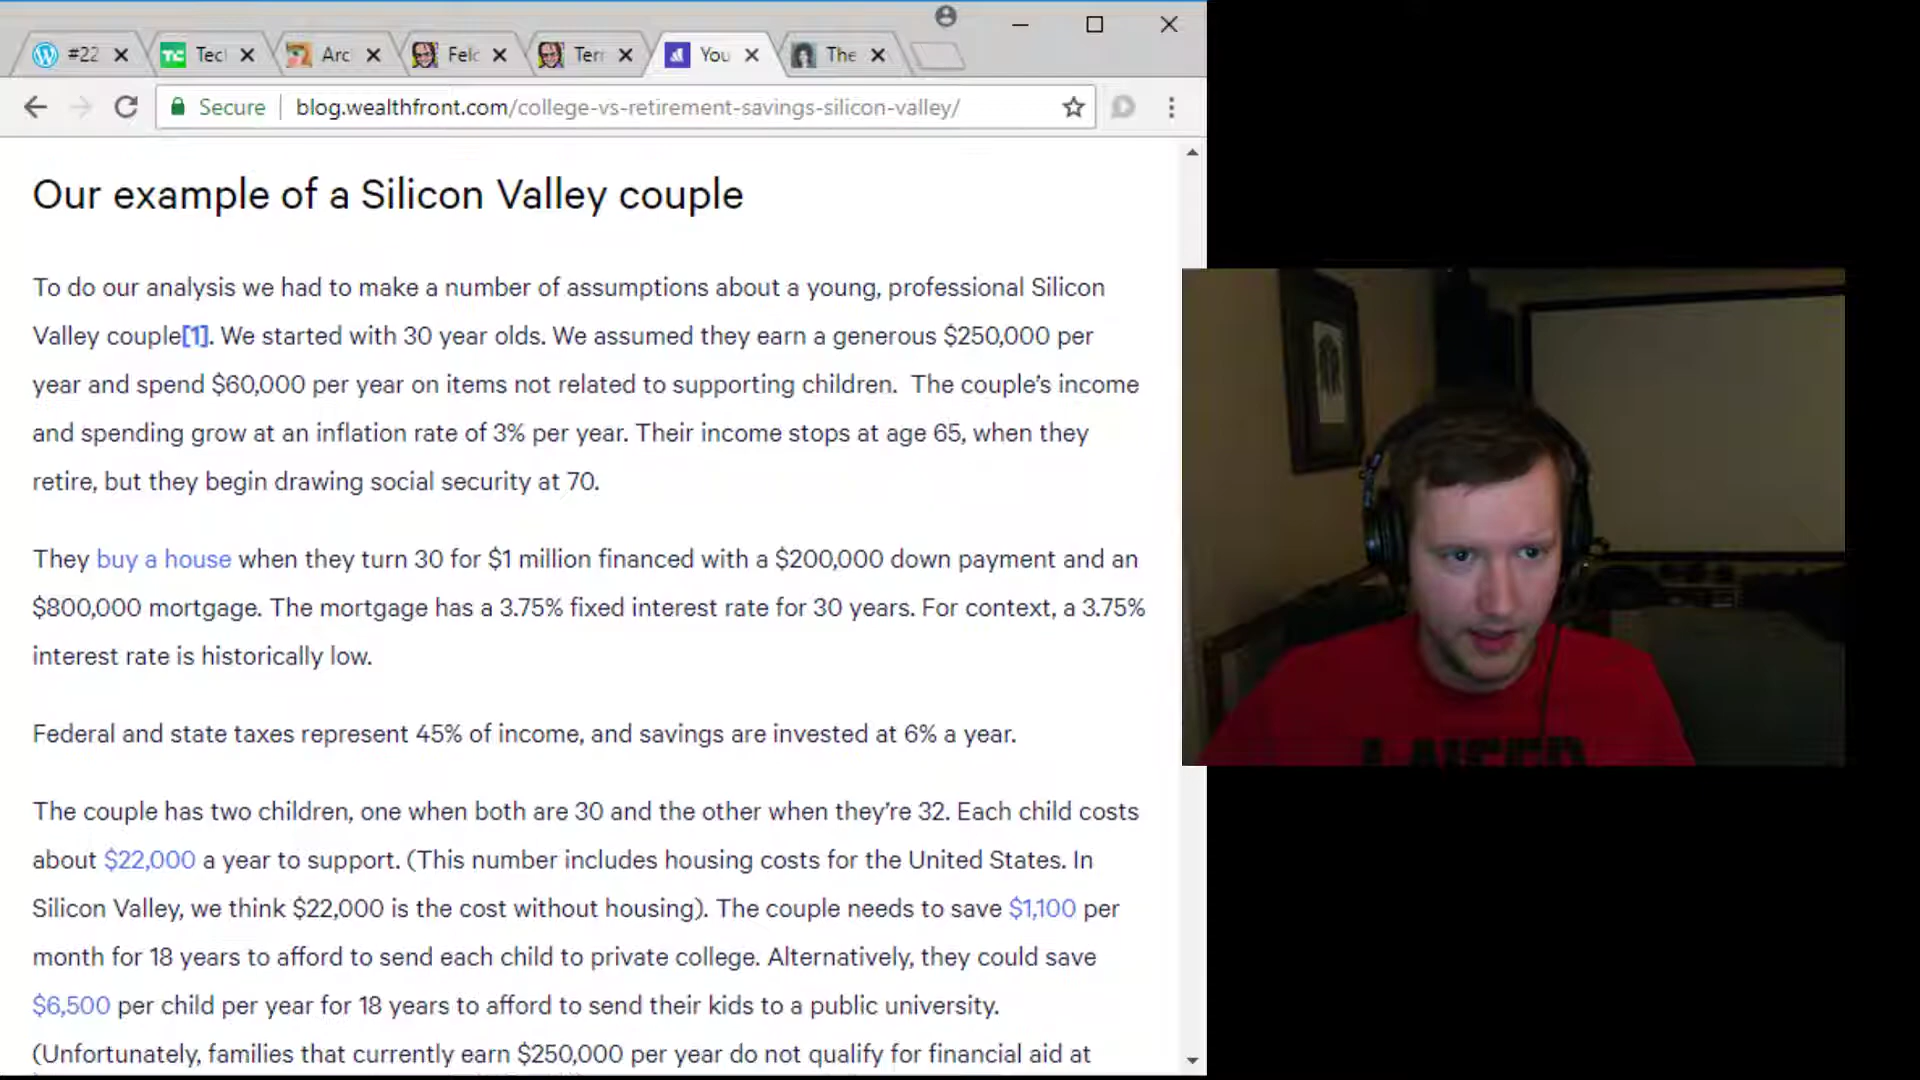 #22
Tecl
Arc
Felc
Terr
You
The
Secure
blog.wealthfront.com/college-vs-retirement-savings-silicon-valley/
Our example of a Silicon Valley couple
To do our analysis we had to make a number of assumptions about a young, professional Silicon
Valley couple[1]. We started with 30 year olds. We assumed they earn a generous $250,000 per
year and spend $60,000 per year on items not related to supporting children. The couple's income
and spending grow at an inflation rate of 3% per year. Their income stops at age 65, when they
retire, but they begin drawing social security at 70.
They buy a house when they turn 30 for $1 million financed with a $200,000 down payment and an
$800,000 mortgage. The mortgage has a 3.75% fixed interest rate for 30 years. For context, a 3.75%
interest rate is historically low.
Federal and state taxes represent 45% of income, and savings are invested at 6% a year.
The couple has two children, one when both are 30 and the other when they're 32. Each child costs
about $22,000 a year to support. (This number includes housing costs for the United States. In
Silicon Valley, we think $22,000 is the cost without housing). The couple needs to save $1,100 per
month for 18 years to afford to send each child to private college. Alternatively, they could save
$6,500 per child per year for 18 years to afford to send their kids to a public university.
(Unfortunately, families that currently earn $250,000 per year do not qualify for financial aid at
I NEED